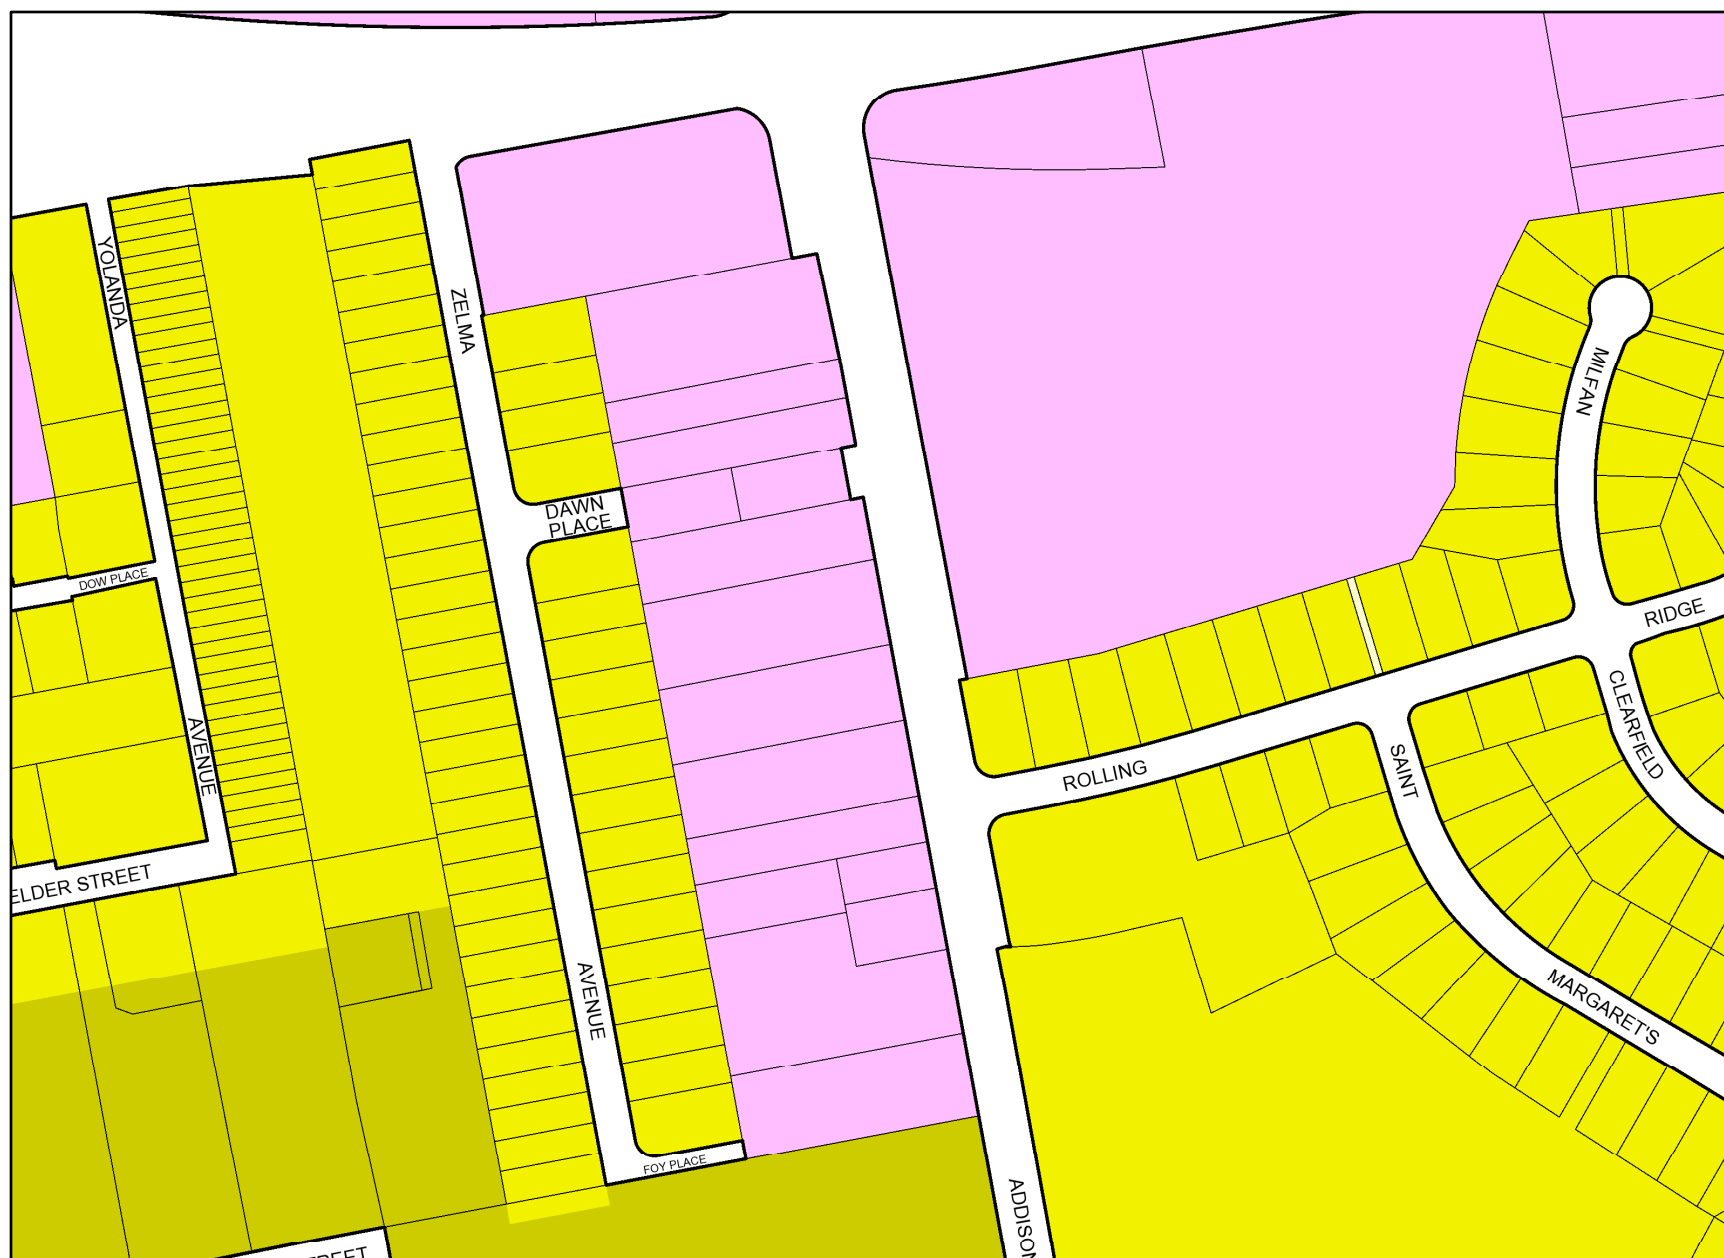 YOLANDA
ZELMA
MILFAN
DAWN
PLACE
DOW PLACE
RIDGE
CLEARFIELD
AVENUE
ROLLING
SAINT
ELDER STREET
AVENUE
MARGARET'S
FOY PLACE
ADDISON
REET